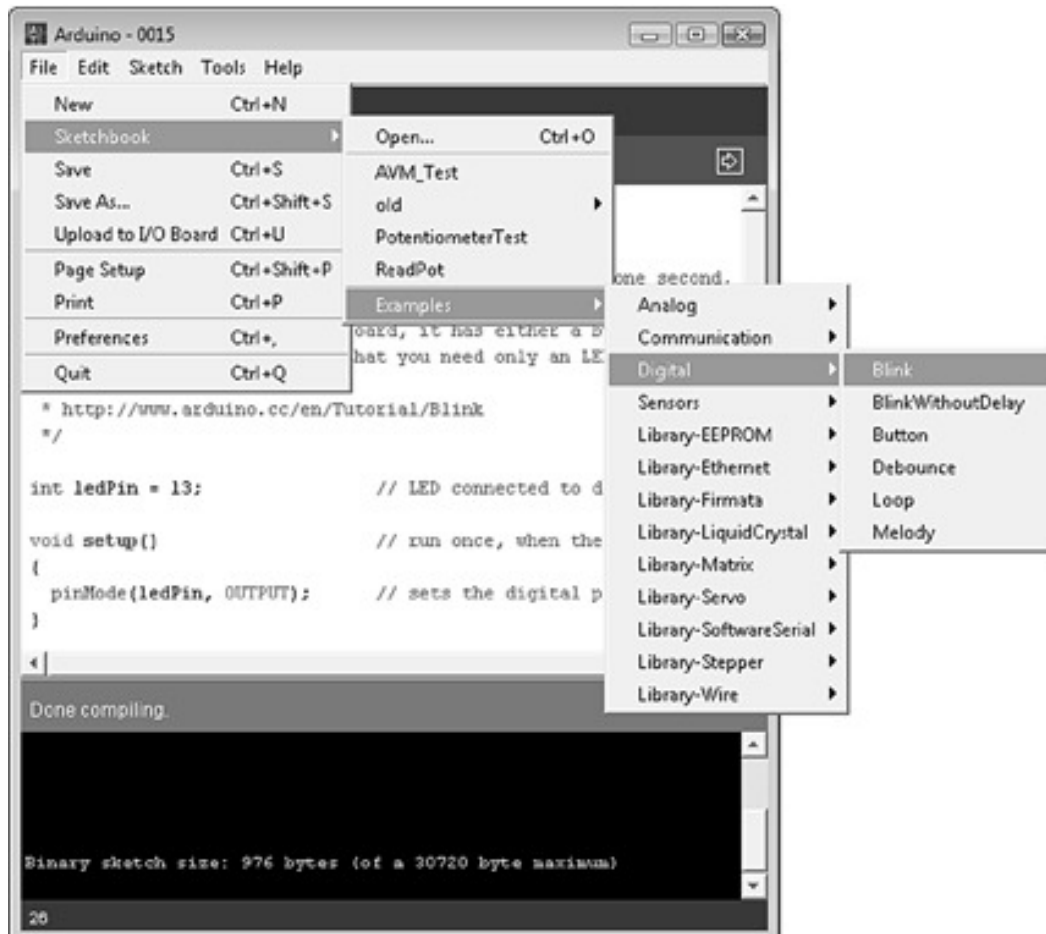 Arduino - 0015
File Edit Sketch Tools Help
New Ctrl+N
Sketchbook
Save Ctrl+S
Save As... Ctrl+Shift+S
Upload to I/O Board Ctrl+U
Page Setup Ctrl+Shift+P
Print Ctrl+P
Preferences Ctrl+,
Quit Ctrl+Q
Open... Ctrl+O
AVM_Test
old
PotentiometerTest
ReadPot
Examples
Analog
Communication
Digital
Sensors
Library-EEPROM
Library-Ethernet
Library-Firmata
Library-LiquidCrystal
Library-Matrix
Library-Servo
Library-SoftwareSerial
Library-Stepper
Library-Wire
Blink
BlinkWithoutDelay
Button
Debounce
Loop
Melody
one second.
it has either a
hat you need only an
* http://www.arduino.cc/en/Tutorial/Blink
*/
int ledPin = 13; // LED connected to d
void setup() // run once, when the
{
pinMode(ledPin, OUTPUT); // sets the digital p
}
Done compiling.
Binary sketch size: 976 bytes (of a 30720 byte maximum)
26